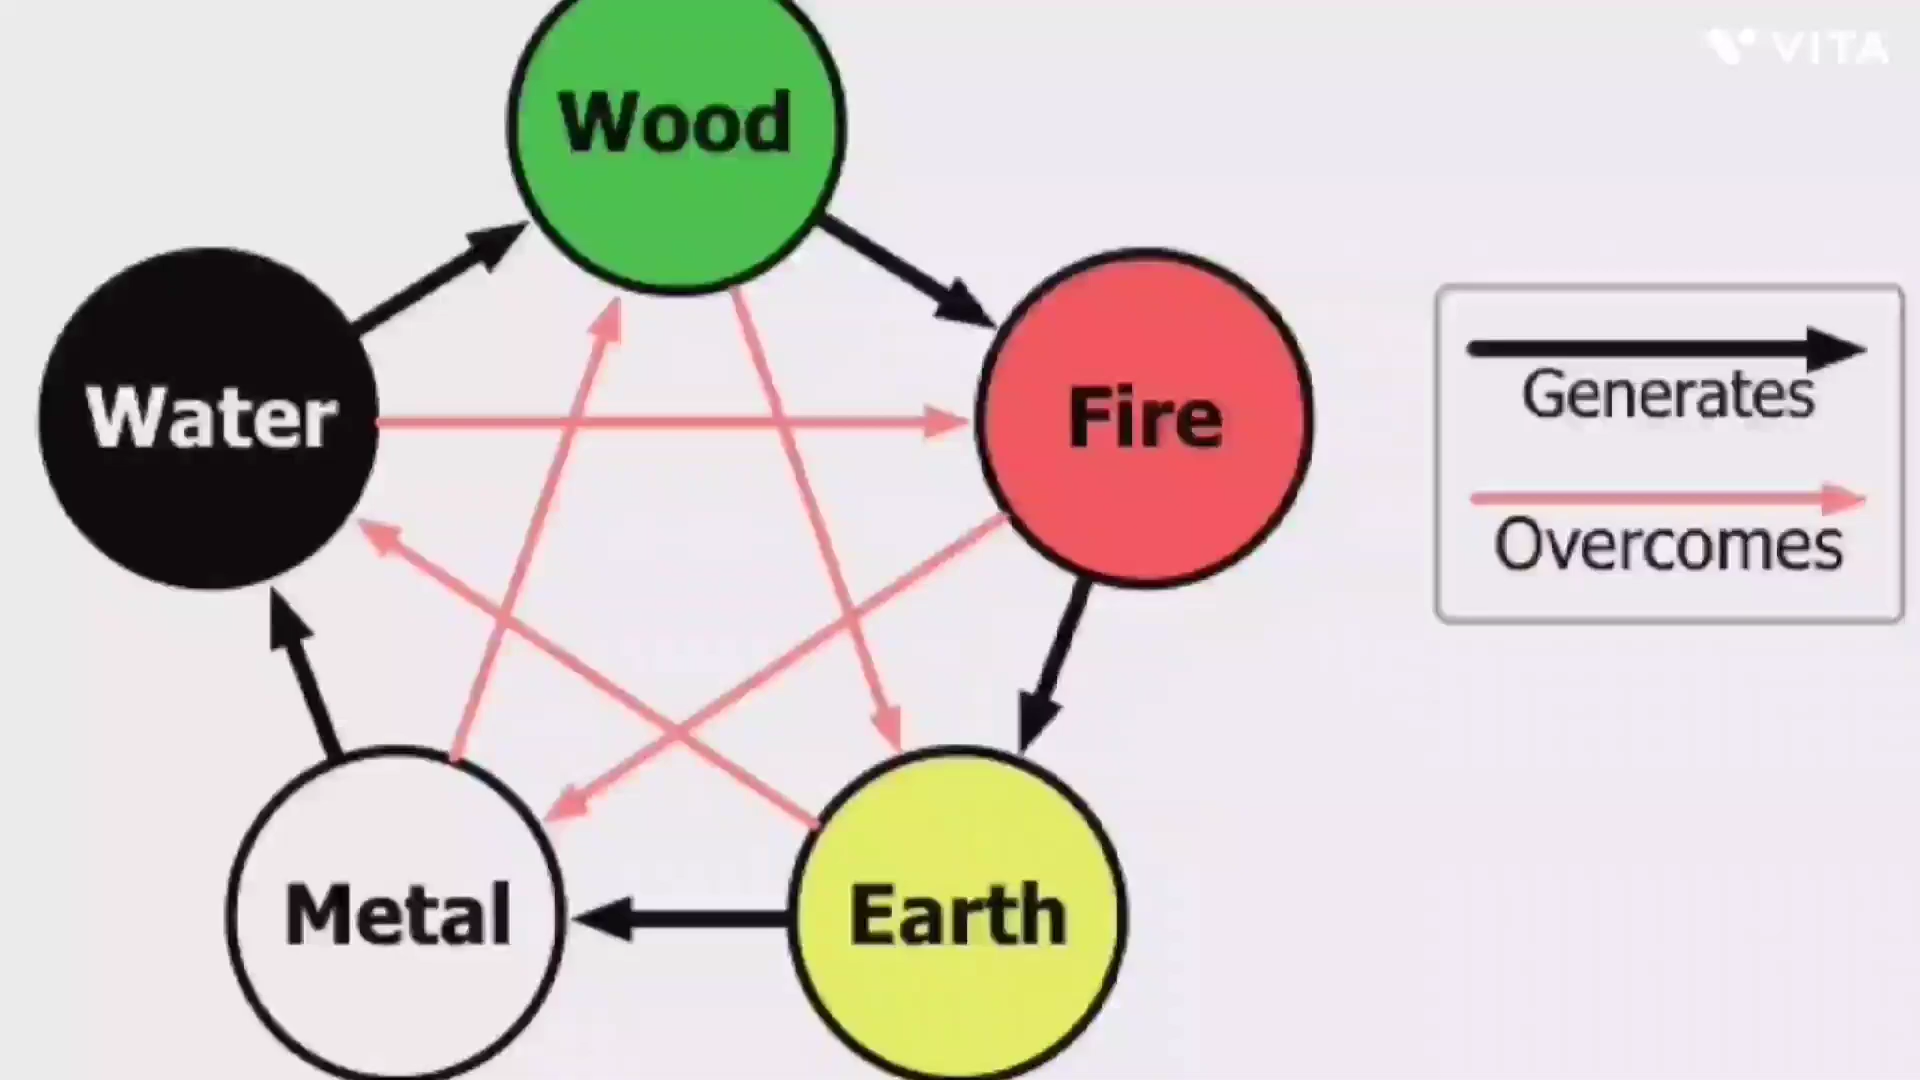 VITA
Wood
Water
Fire
Generates
Overcomes
Metal
Earth